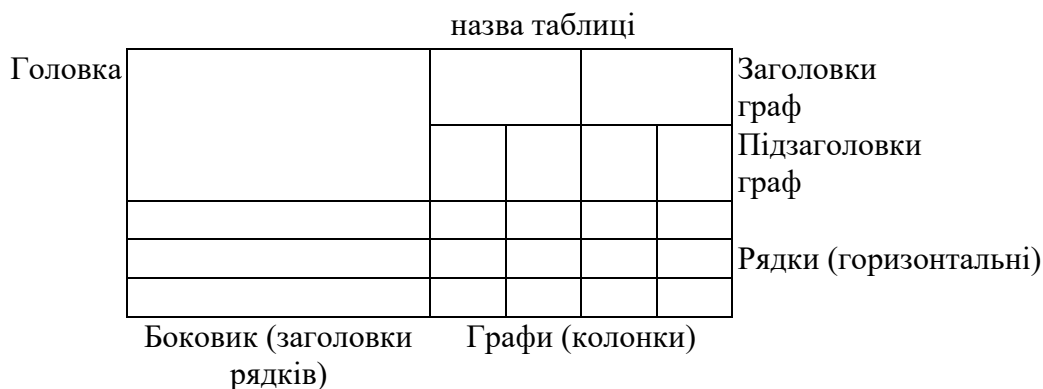 назва таблиці
Головка
Заголовки
граф
Підзаголовки
граф
Рядки (горизонтальні)
Боковик (заголовки
рядків)
Графи (колонки)